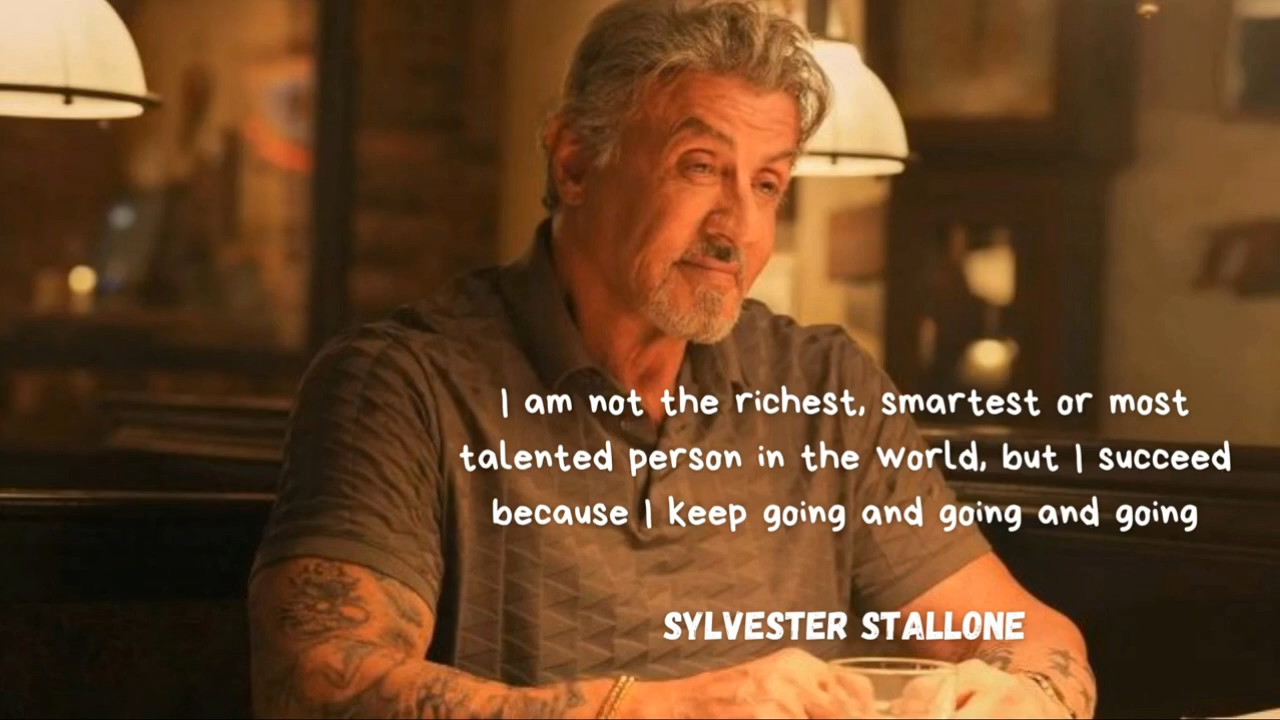 I am not the richest, smartest or most
talented person in the world, but I succeed
because I keep going and going and going
SYLVESTER STALLONE